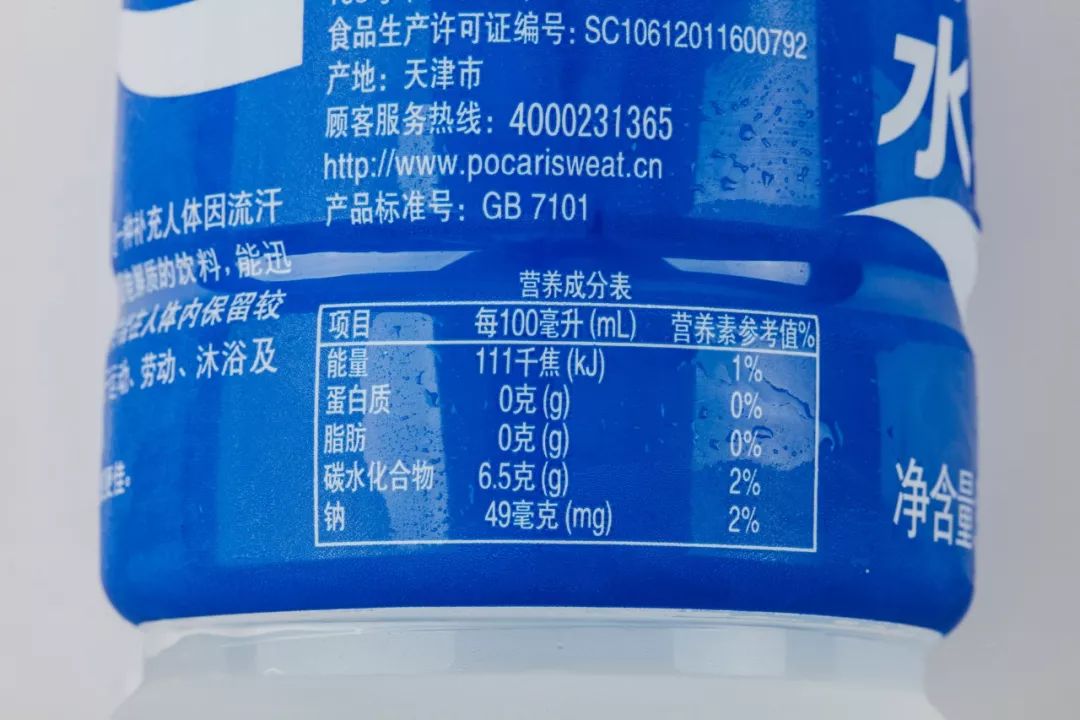 食品生产许可证编号: SC10612011600792
产地: 天津市
顾客服务热线: 4000231365
http://www.pocarisweat.cn
产品标准号: GB 7101
补充人体因流汗
质的饮料,能迅
在人体内保留较
动、劳动、沐浴及
佳。
营养成分表
项目 每100毫升(mL) 营养素参考值%
能量 111千焦(kJ) 1%
蛋白质 0克(g) 0%
脂肪 0克(g) 0%
碳水化合物 6.5克(g) 2%
钠 49毫克(mg) 2%
水
净含量